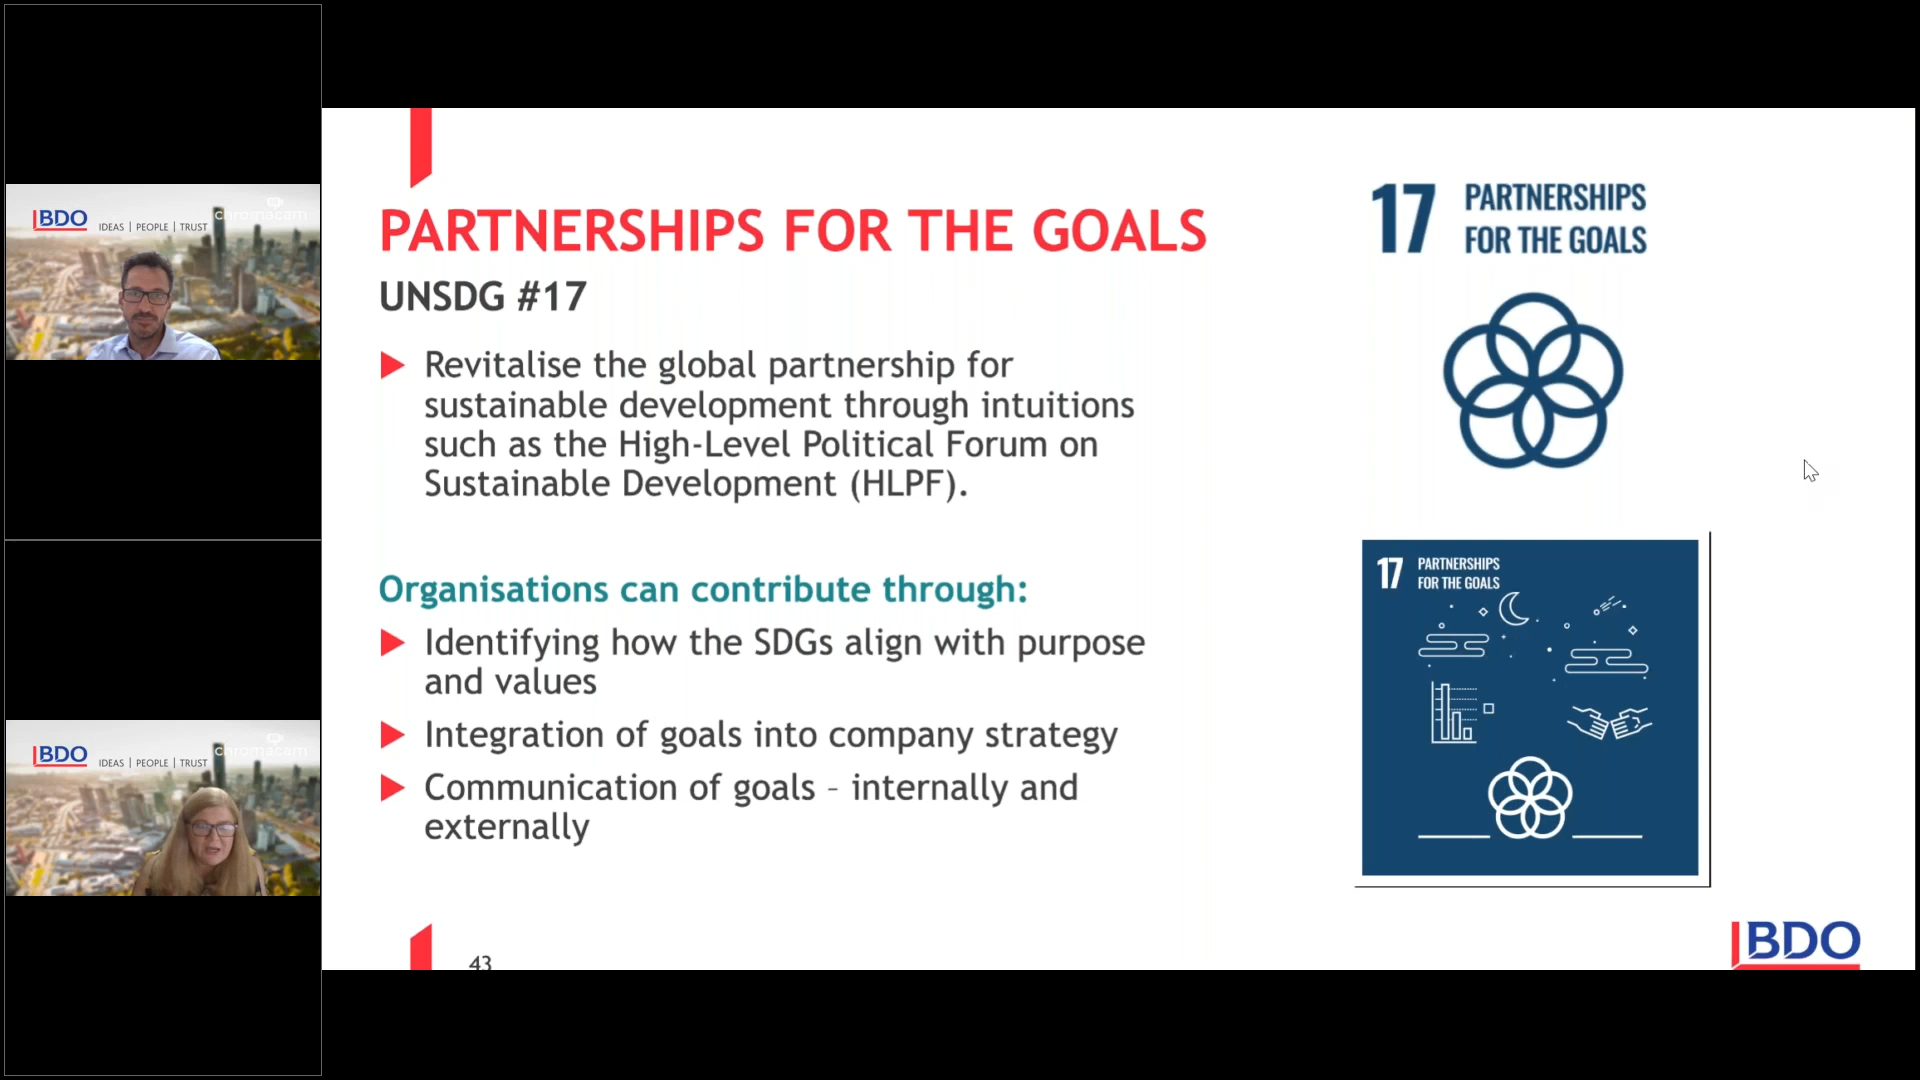 BDO
IDEAS | PEOPLE | TRUST
chromacam
BDO
IDEAS | PEOPLE | TRUST
chromacam
PARTNERSHIPS FOR THE GOALS
UNSDG #17
Revitalise the global partnership for
sustainable development through intuitions
such as the High-Level Political Forum on
Sustainable Development (HLPF).
Organisations can contribute through:
Identifying how the SDGs align with purpose
and values
Integration of goals into company strategy
Communication of goals – internally and
externally
43
17 PARTNERSHIPS
FOR THE GOALS
17 PARTNERSHIPS
FOR THE GOALS
BDO